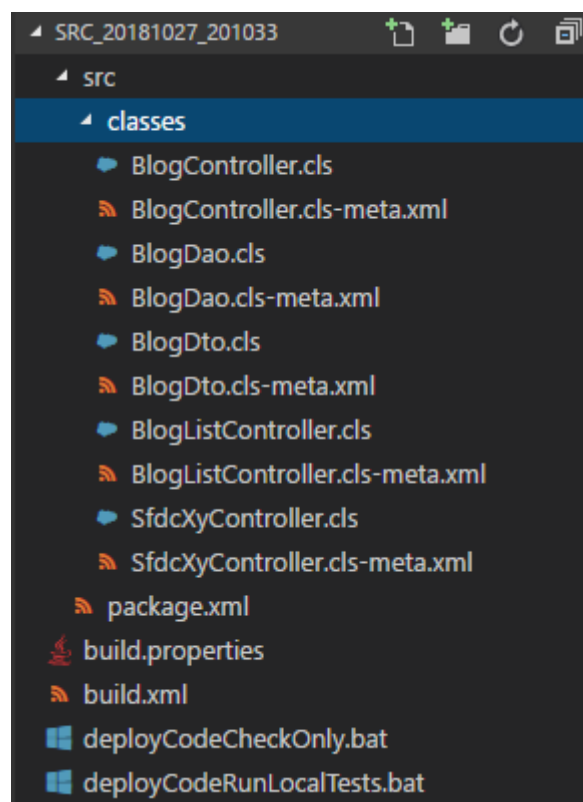 SRC_20181027_201033
src
classes
BlogController.cls
BlogController.cls-meta.xml
BlogDao.cls
BlogDao.cls-meta.xml
BlogDto.cls
BlogDto.cls-meta.xml
BlogListController.cls
BlogListController.cls-meta.xml
SfdcXyController.cls
SfdcXyController.cls-meta.xml
package.xml
build.properties
build.xml
deployCodeCheckOnly.bat
deployCodeRunLocalTests.bat